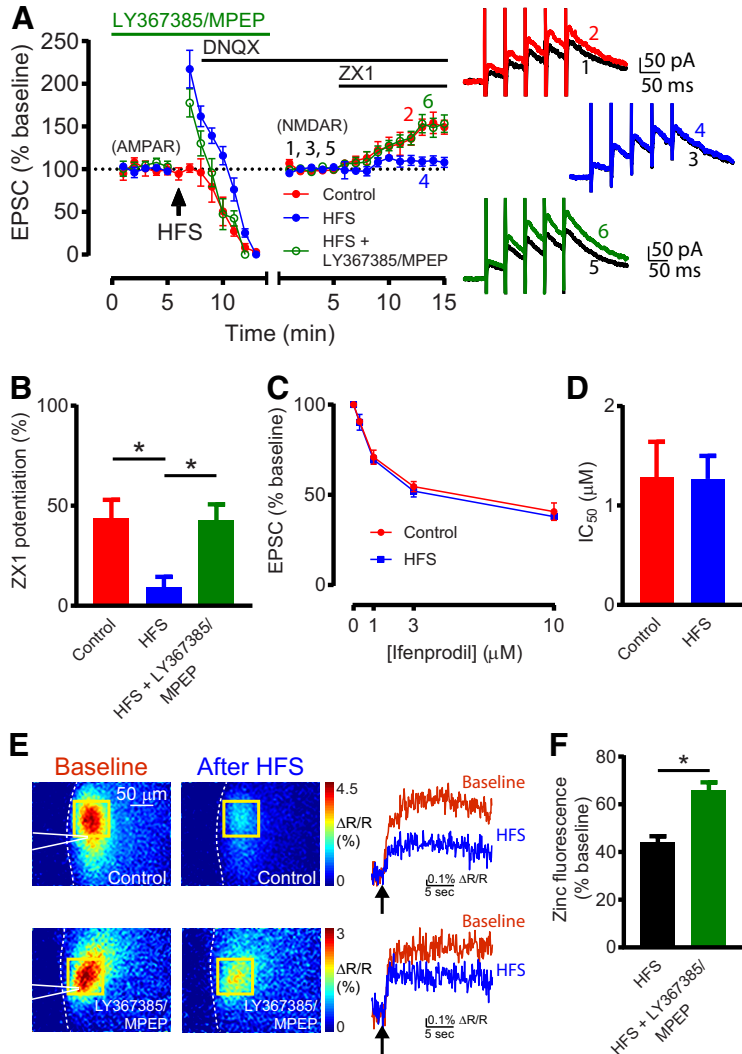 A
LY367385/MPEP
DNQX
ZX1
EPSC (% baseline)
250
200
150
100
50
0
(AMPAR)
HFS
(NMDAR)
1, 3, 5
2
6
4
Control
HFS
HFS +
LY367385/MPEP
0
5
10
0
5
10
15
Time (min)
2
1
50 pA
50 ms
4
3
6
5
50 pA
50 ms
B
ZX1 potentiation (%)
100
50
0
*
*
Control
HFS
HFS + LY367385/
MPEP
C
EPSC (% baseline)
100
50
0
Control
HFS
0
1
3
10
[Ifenprodil] (μM)
D
IC50 (μM)
2
1
0
Control
HFS
E
Baseline
After HFS
50 μm
Control
4.5
ΔR/R
(%)
0
Baseline
HFS
0.1% ΔR/R
5 sec
LY367385/
MPEP
LY367385/
MPEP
3
ΔR/R
(%)
0
Baseline
HFS
0.1% ΔR/R
5 sec
Control
F
Zinc fluorescence
(% baseline)
80
60
40
20
0
*
HFS
HFS + LY367385/
MPEP